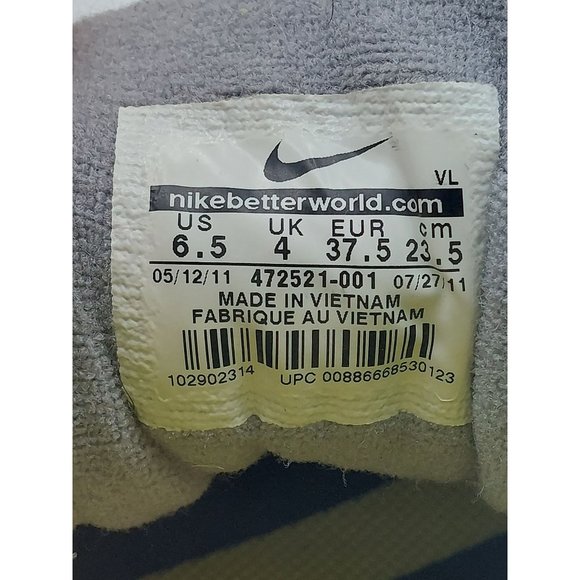 VL
nikebetterworld.com
US UK EUR cm
6.5 4 37.5 23.5
05/12/11 472521-001 07/27/11
MADE IN VIETNAM
FABRIQUE AU VIETNAM
102902314 UPC 00886668530123